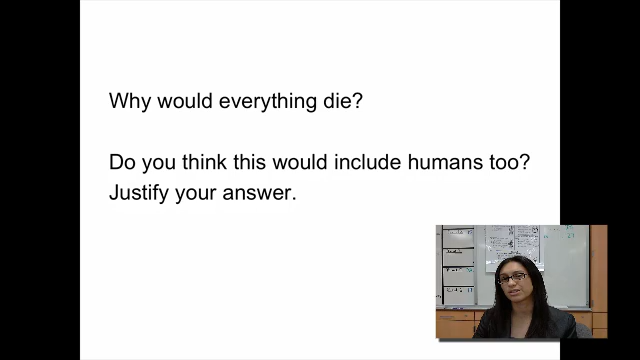 Why would everything die?
Do you think this would include humans too?
Justify your answer.